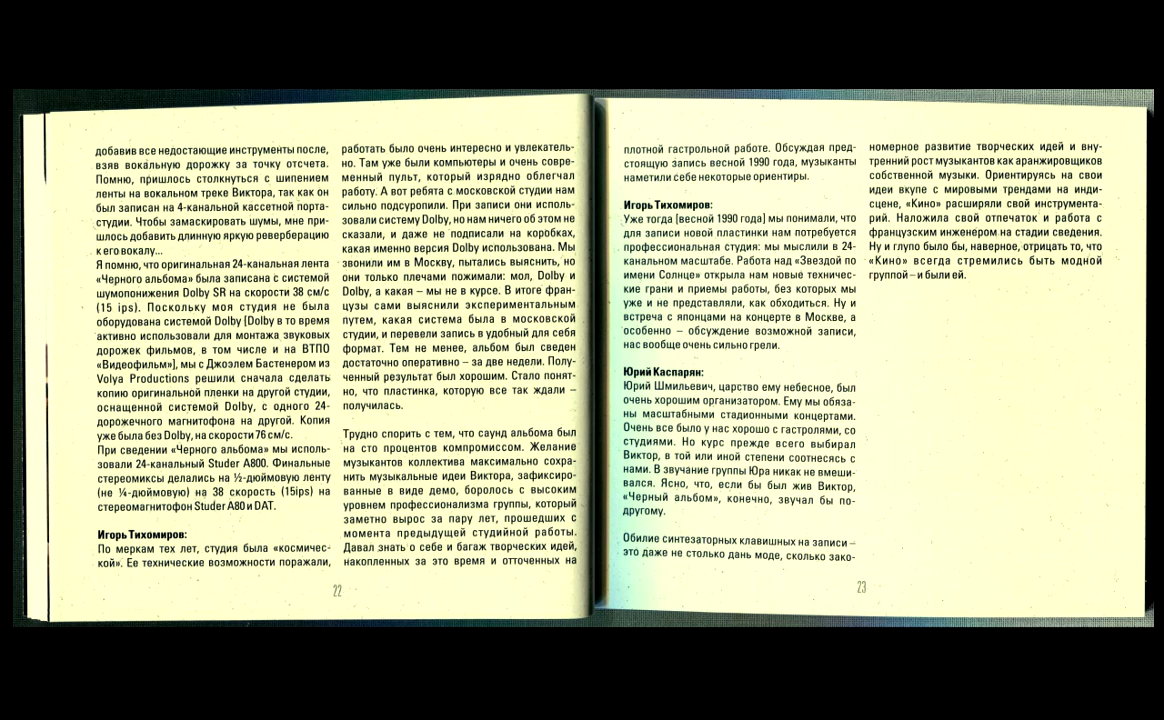 добавив все недостающие инструменты после,
взяв вокальную дорожку за точку отсчета.
Помню, пришлось столкнуться с шипением
ленты на вокальном треке Виктора, так как он
был записан на 4-канальной кассетной порта-
студии. Чтобы замаскировать шумы, мне при-
шлось добавить длинную яркую реверберацию
к его вокалу...
Я помню, что оригинальная 24-канальная лента
«Черного альбома» была записана с системой
шумопонижения Dolby SR на скорости 38 см/с
(15 ips). Поскольку моя студия не была
оборудована системой Dolby [Dolby в то время
активно использовали для монтажа звуковых
дорожек фильмов, в том числе и на ВТПО
«Видеофильм»], мы с Джоэлем Бастенером из
Volya Productions решили сначала сделать
копию оригинальной пленки на другой студии,
оснащенной системой Dolby, с одного 24-
дорожечного магнитофона на другой. Копия
уже была без Dolby, на скорости 76 см/с.
При сведении «Черного альбома» мы исполь-
зовали 24-канальный Studer A800. Финальные
стереомиксы делались на ½-дюймовую ленту
(не ¼-дюймовую) на 38 скорость (15ips) на
стереомагнитофон Studer A80 и DAT.
Игорь Тихомиров:
По меркам тех лет, студия была «космичес-
кой». Ее технические возможности поражали,
работать было очень интересно и увлекатель-
но. Там уже были компьютеры и очень совре-
менный пульт, который изрядно облегчал
работу. А вот ребята с московской студии нам
сильно подсуропили. При записи они исполь-
зовали систему Dolby, но нам ничего об этом не
сказали, и даже не подписали на коробках,
какая именно версия Dolby использована. Мы
звонили им в Москву, пытались выяснить, но
они только плечами пожимали: мол, Dolby и
Dolby, а какая – мы не в курсе. В итоге фран-
цузы сами выяснили экспериментальным
путем, какая система была в московской
студии, и перевели запись в удобный для себя
формат. Тем не менее, альбом был сведен
достаточно оперативно – за две недели. Полу-
ченный результат был хорошим. Стало понят-
но, что пластинка, которую все так ждали –
получилась.
Трудно спорить с тем, что саунд альбома был
на сто процентов компромиссом. Желание
музыкантов коллектива максимально сохра-
нить музыкальные идеи Виктора, зафиксиро-
ванные в виде демо, боролось с высоким
уровнем профессионализма группы, который
заметно вырос за пару лет, прошедших с
момента предыдущей студийной работы.
Давал знать о себе и багаж творческих идей,
накопленных за это время и отточенных на
22
плотной гастрольной работе. Обсуждая пред-
стоящую запись весной 1990 года, музыканты
наметили себе некоторые ориентиры.
Игорь Тихомиров:
Уже тогда [весной 1990 года] мы понимали, что
для записи новой пластинки нам потребуется
профессиональная студия: мы мыслили в 24-
канальном масштабе. Работа над «Звездой по
имени Солнце» открыла нам новые техничес-
кие грани и приемы работы, без которых мы
уже и не представляли, как обходиться. Ну и
встреча с японцами на концерте в Москве, а
особенно – обсуждение возможной записи,
нас вообще очень сильно грели.
Юрий Каспарян:
Юрий Шмильевич, царство ему небесное, был
очень хорошим организатором. Ему мы обяза-
ны масштабными стадионными концертами.
Очень все было у нас хорошо с гастролями, со
студиями. Но курс прежде всего выбирал
Виктор, в той или иной степени соотнесясь с
нами. В звучание группы Юра никак не вмеши-
вался. Ясно, что, если бы был жив Виктор,
«Черный альбом», конечно, звучал бы по-
другому.
Обилие синтезаторных клавишных на записи –
это даже не столько дань моде, сколько зако-
номерное развитие творческих идей и вну-
тренний рост музыкантов как аранжировщиков
собственной музыки. Ориентируясь на свои
идеи вкупе с мировыми трендами на инди-
сцене, «Кино» расширяли свой инструмента-
рий. Наложила свой отпечаток и работа с
французским инженером на стадии сведения.
Ну и глупо было бы, наверное, отрицать то, что
«Кино» всегда стремились быть модной
группой – и были ей.
23